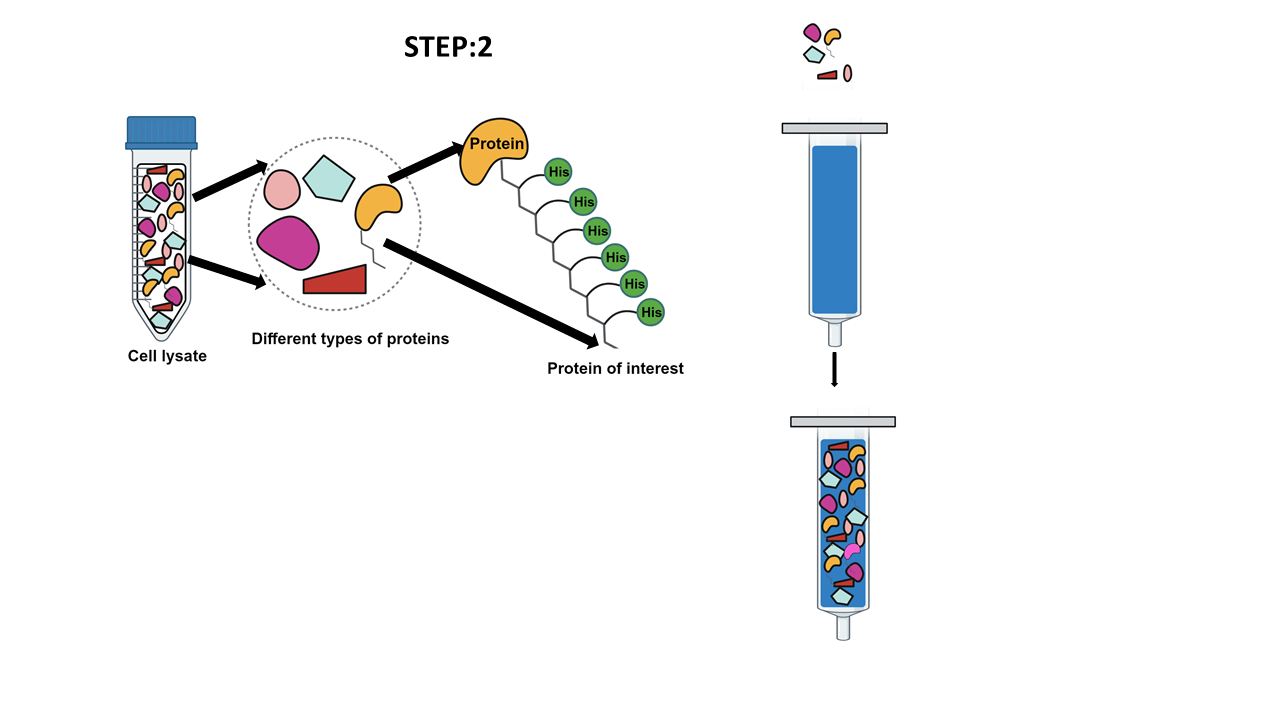 STEP:2
Protein
His
His
His
His
His
His
Different types of proteins
Cell lysate
Protein of interest